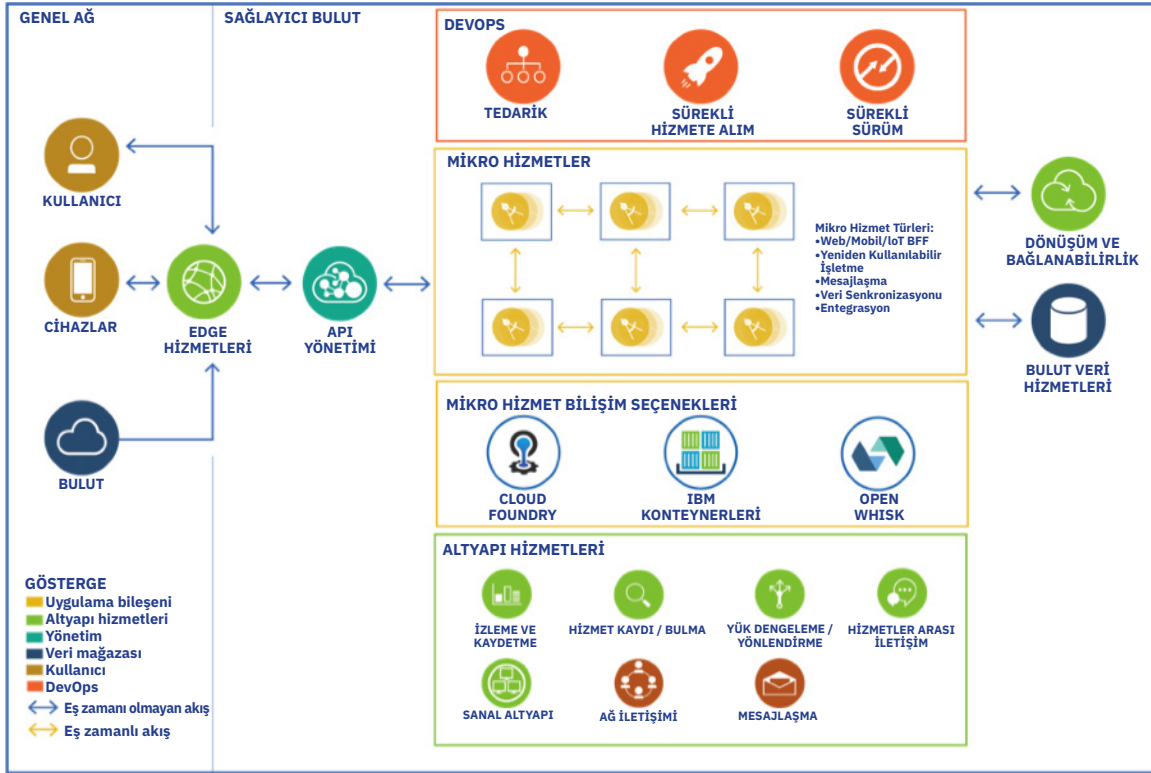 GENEL AĞ
SAĞLAYICI BULUT
DEVOPS
TEDARİK
SÜREKLİ
HİZMETE ALIM
SÜREKLİ
SÜRÜM
KULLANICI
CİHAZLAR
BULUT
EDGE
HİZMETLERİ
API
YÖNETİMİ
MİKRO HİZMETLER
Mikro Hizmet Türleri:
•Web/Mobil/IoT BFF
•Yeniden Kullanılabilir
İşletme
•Mesajlaşma
•Veri Senkronizasyonu
•Entegrasyon
DÖNÜŞÜM VE
BAĞLANABİLİRLİK
BULUT VERİ
HİZMETLERİ
MİKRO HİZMET BİLİŞİM SEÇENEKLERİ
CLOUD
FOUNDRY
IBM
KONTEYNERLERİ
OPEN
WHISK
ALTYAPI HİZMETLERİ
İZLEME VE
KAYDETME
HİZMET KAYDI / BULMA
YÜK DENGELEME /
YÖNLENDİRME
HİZMETLER ARASI
İLETİŞİM
SANAL ALTYAPI
AĞ İLETİŞİMİ
MESAJLAŞMA
GÖSTERGE
Uygulama bileşeni
Altyapı hizmetleri
Yönetim
Veri mağazası
Kullanıcı
DevOps
Eş zamanı olmayan akış
Eş zamanlı akış